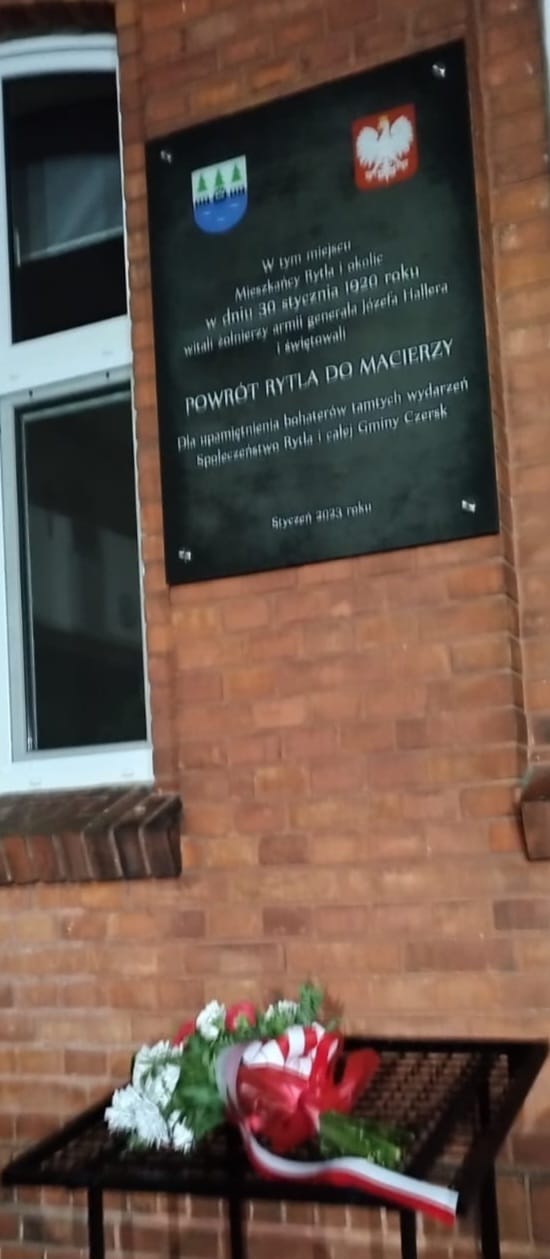 W tym miejscu
Mieszkańcy Rytla i okolic
w dniu 30 stycznia 1920 roku
witali żołnierzy armii generała Józefa Hallera
i świętowali
POWRÓT RYTLA DO MACIERZY
Dla upamiętnienia bohaterów tamtych wydarzeń
Społeczeństwo Rytla i całej Gminy Czersk
Styczeń 2023 roku